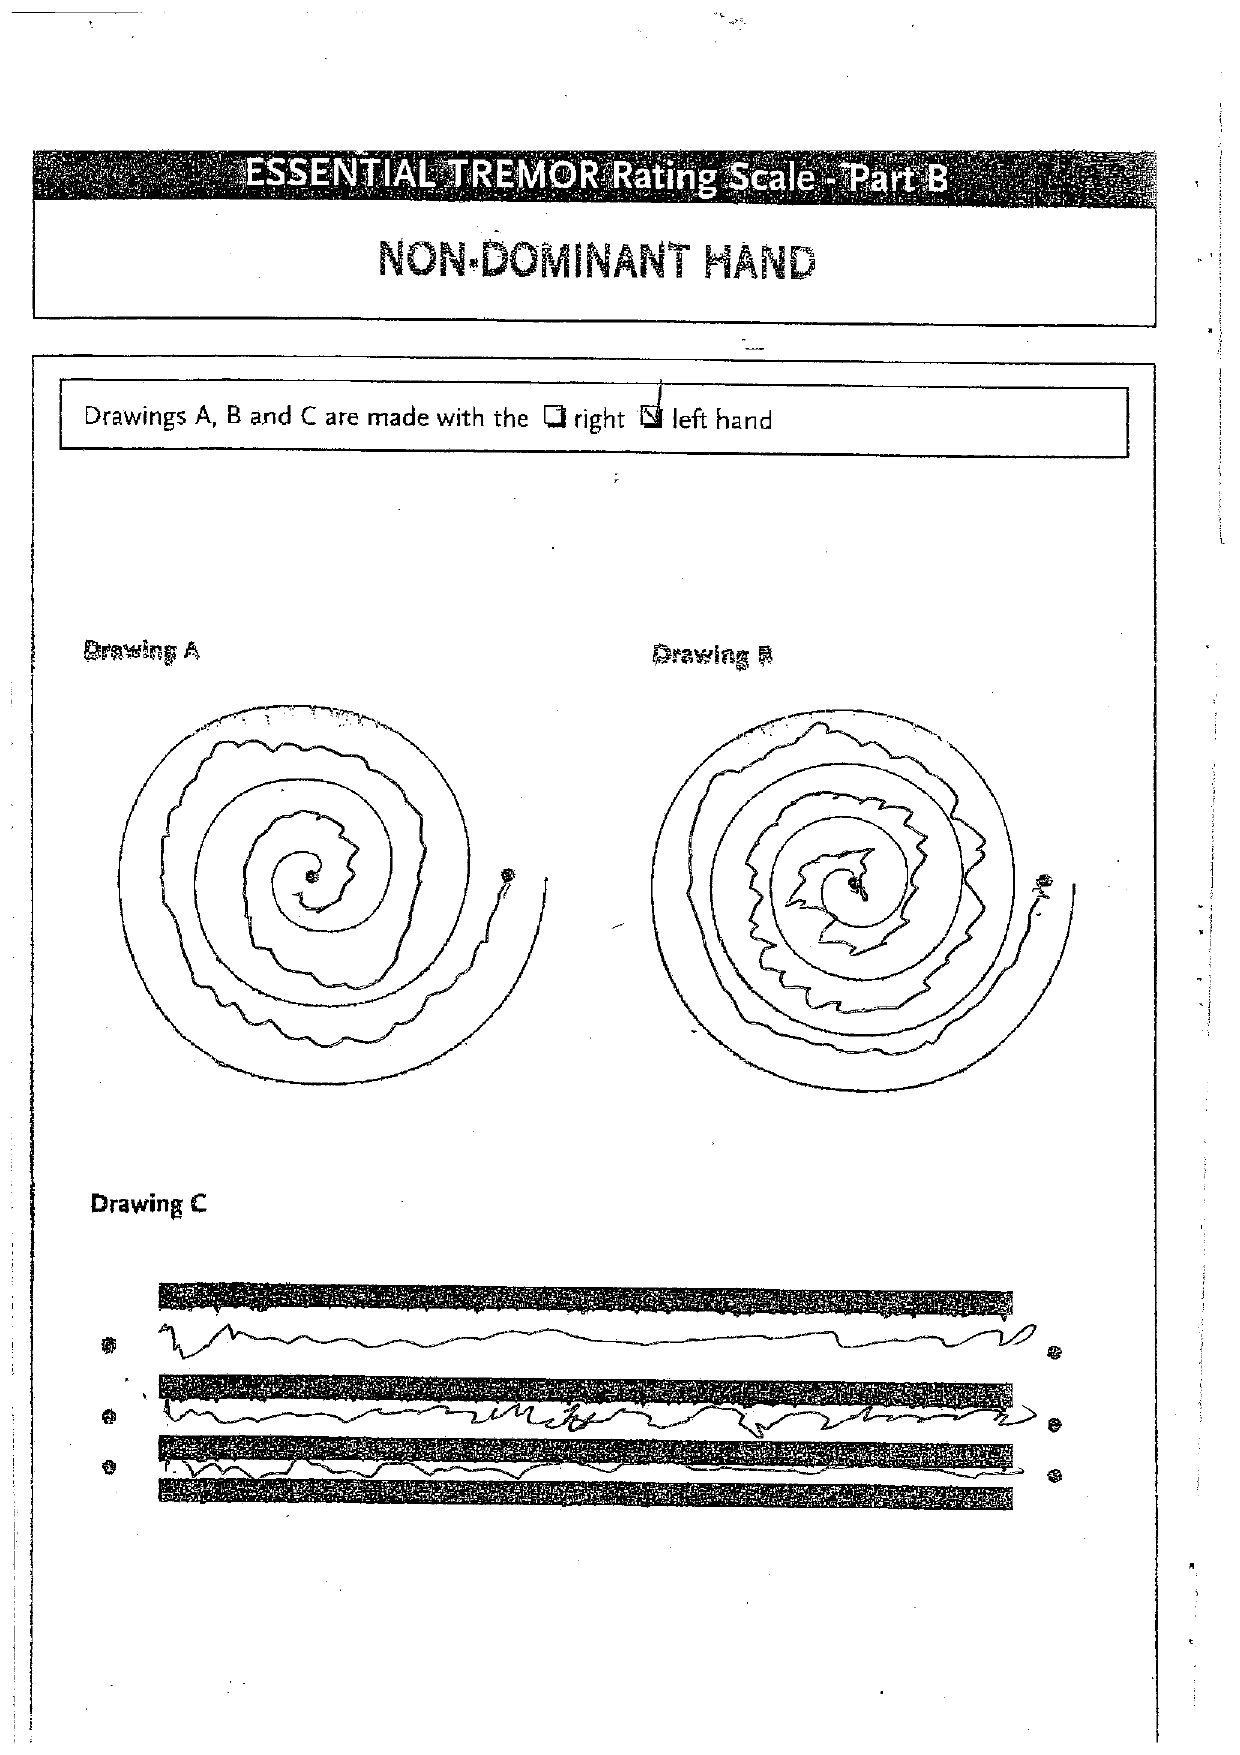 ESSENTIAL TREMOR Rating Scale - Part B
NON-DOMINANT HAND
Drawings A, B and C are made with the ☐ right ☑ left hand
Drawing A
Drawing B
Drawing C